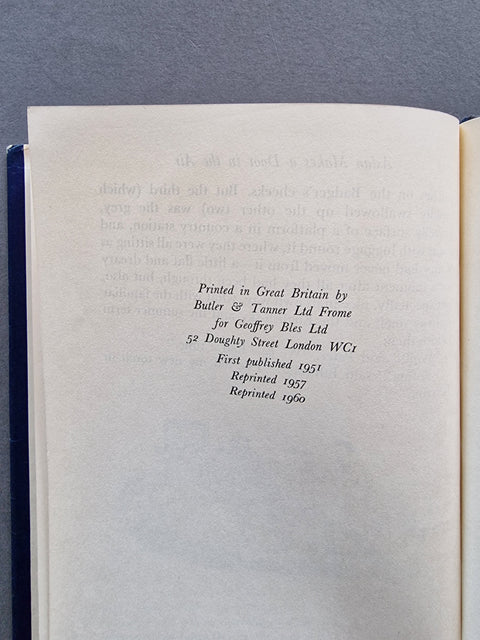 Printed in Great Britain by
Butler & Tanner Ltd Frome
for Geoffrey Bles Ltd
52 Doughty Street London WC1
First published 1951
Reprinted 1957
Reprinted 1960